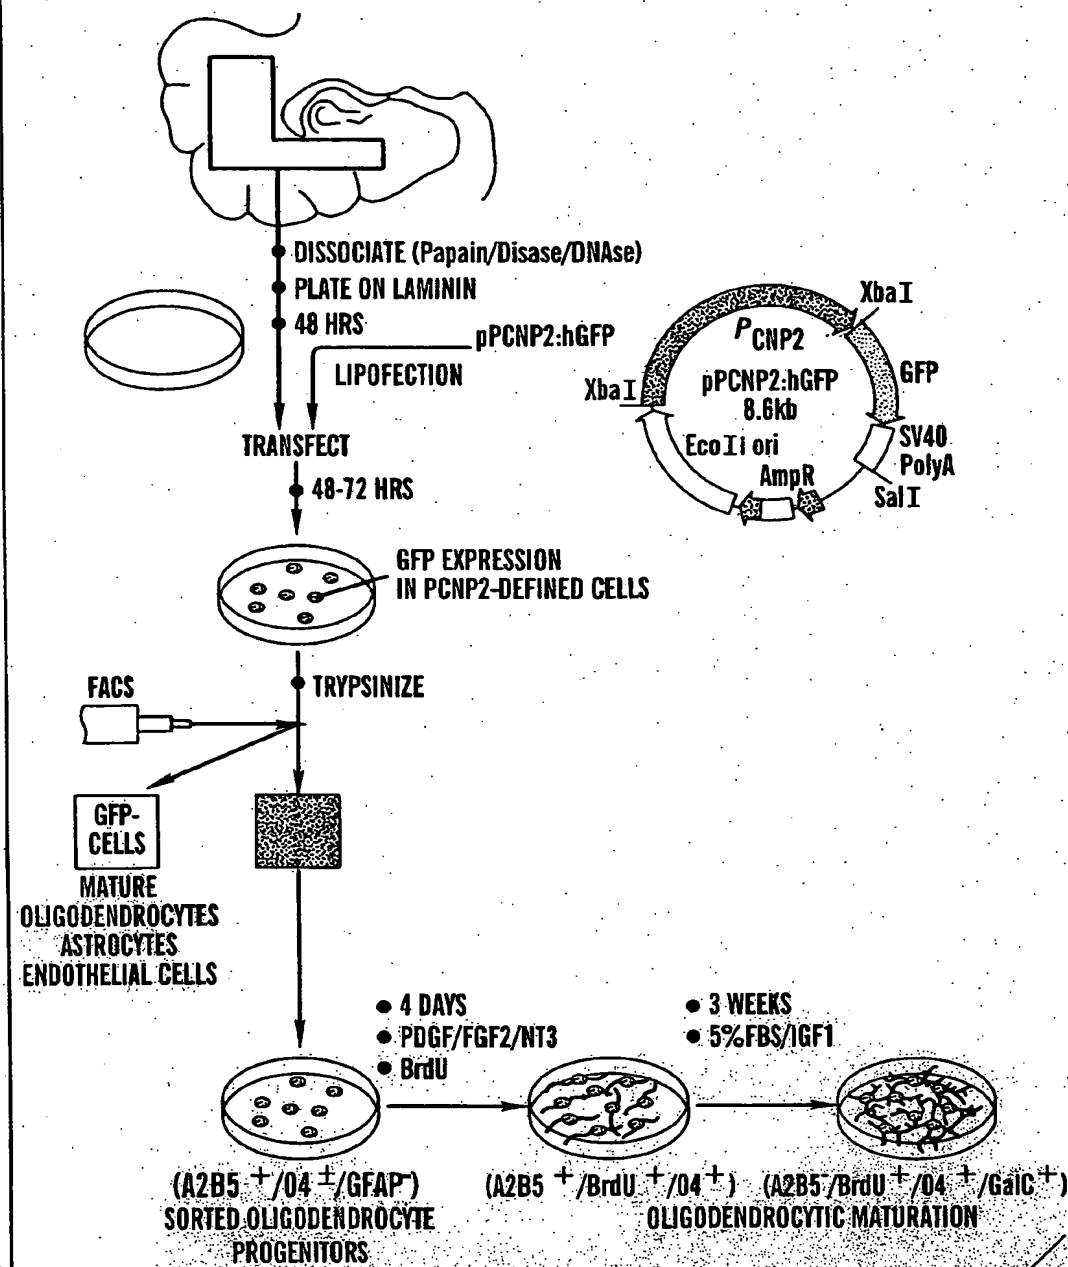 DISSOCIATE (Papain/Disase/DNAse)
PLATE ON LAMININ
48 HRS
pPCNP2:hGFP
LIPOFECTION
TRANSFECT
48-72 HRS
XbaI
PCNP2
GFP
pPCNP2:hGFP
8.6kb
XbaI
EcoIi ori
SV40
PolyA
AmpR
SalI
GFP EXPRESSION
IN PCNP2-DEFINED CELLS
TRYPSINIZE
FACS
GFP-
CELLS
MATURE
OLIGODENDROCYTES
ASTROCYTES
ENDOTHELIAL CELLS
4 DAYS
PDGF/FGF2/NT3
BrdU
3 WEEKS
5%FBS/IGF1
(A2B5 +/04 ±/GFAP-)
SORTED OLIGODENDROCYTE
PROGENITORS
(A2B5 +/BrdU +/04 +)
(A2B5-/BrdU +/04 +/GalC +)
OLIGODENDROCYTIC MATURATION